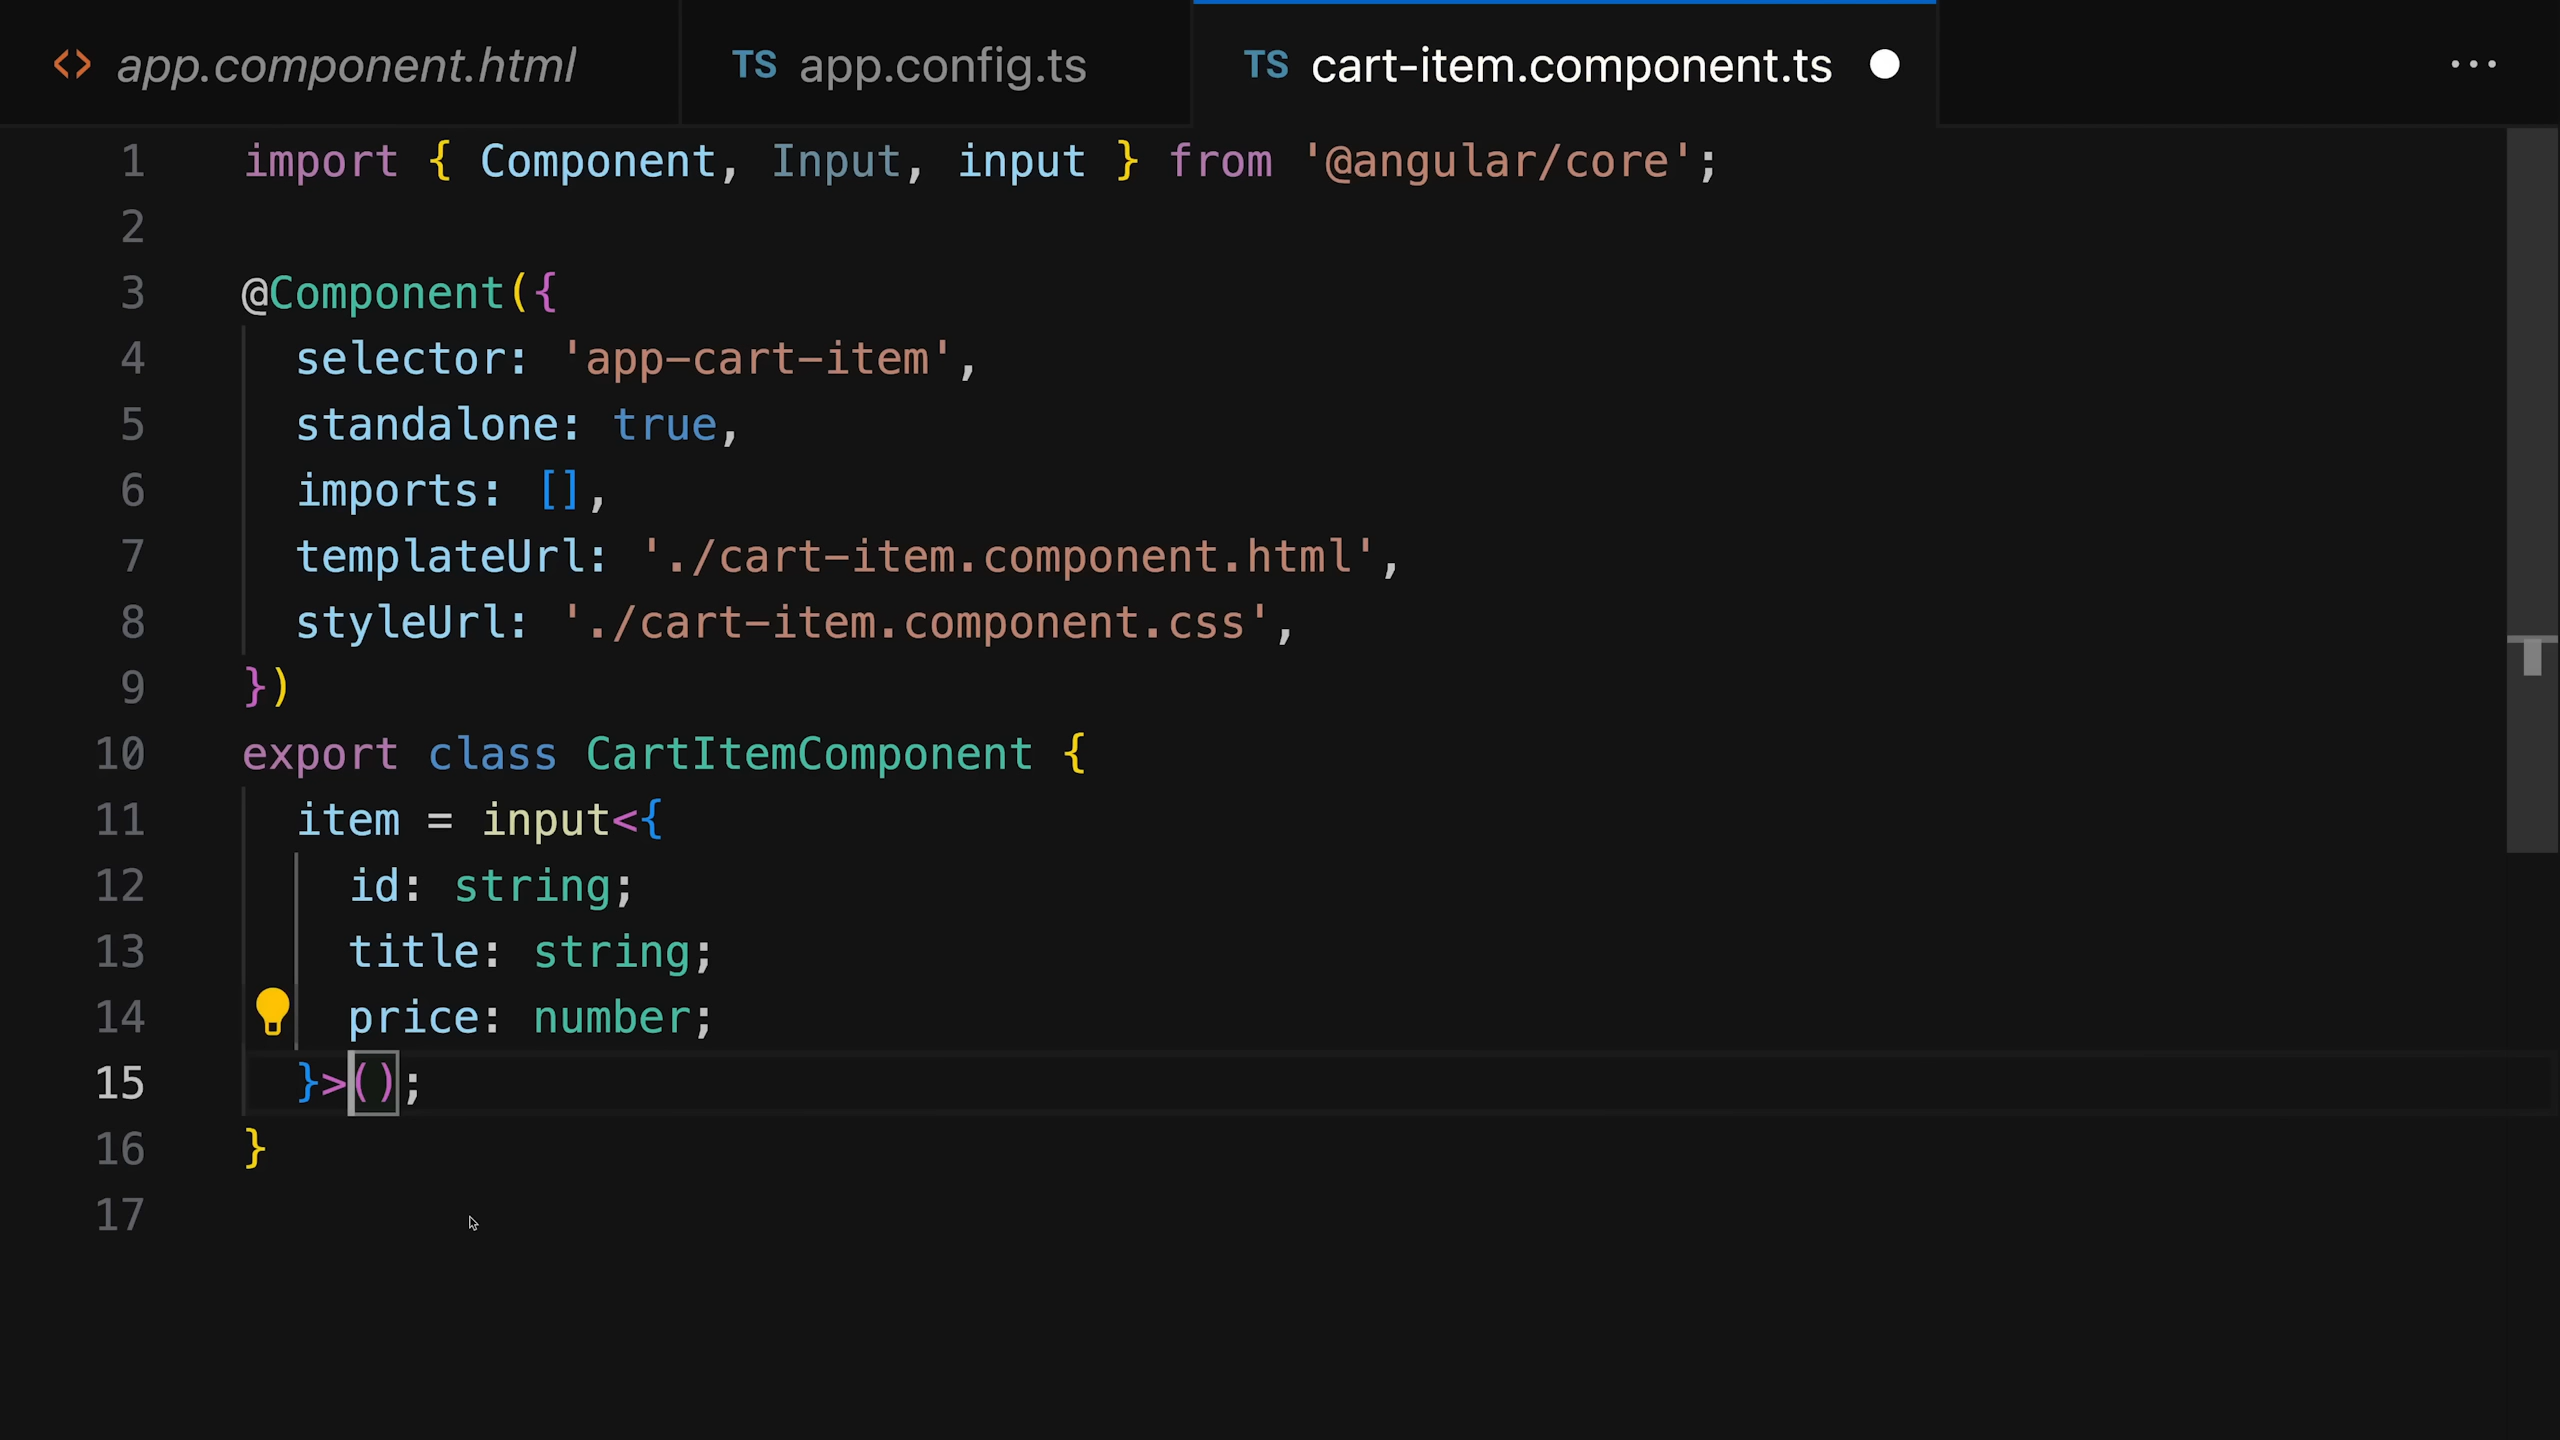 <> app.component.html
TS app.config.ts
TS cart-item.component.ts
1 import { Component, Input, input } from '@angular/core';
2
3 @Component({
4   selector: 'app-cart-item',
5   standalone: true,
6   imports: [],
7   templateUrl: './cart-item.component.html',
8   styleUrl: './cart-item.component.css',
9 })
10 export class CartItemComponent {
11   item = input<{
12     id: string;
13     title: string;
14     price: number;
15   }>();
16 }
17